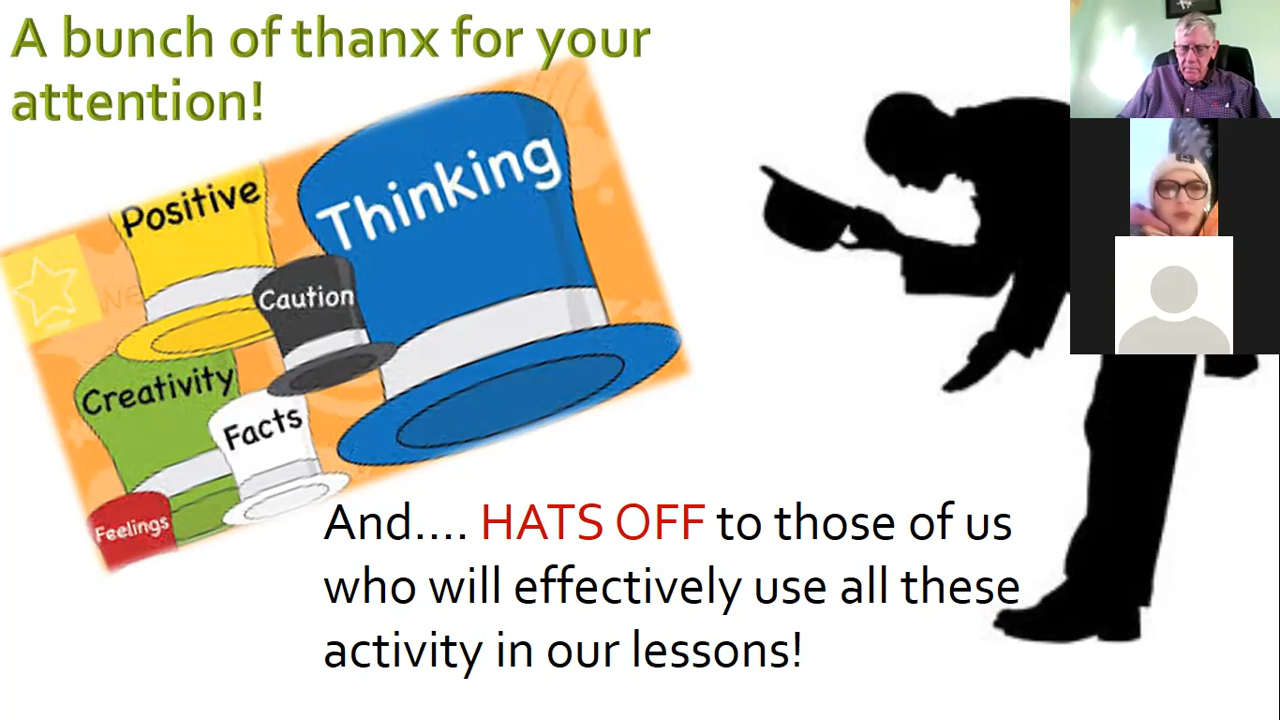 A bunch of thanx for your
attention!
Thinking
Positive
Caution
Creativity
Facts
Feelings
And.... HATS OFF to those of us
who will effectively use all these
activity in our lessons!